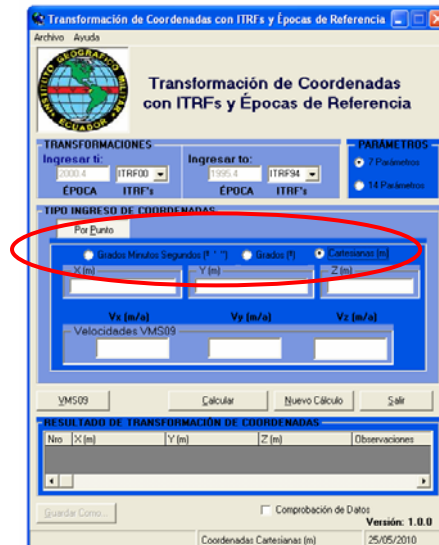 Transformación de Coordenadas con ITRFs y Épocas de Referencia
Archivo Ayuda
INSTITUTO GEOGRAFICO MILITAR
ECUADOR
Transformación de Coordenadas
con ITRFs y Épocas de Referencia
TRANSFORMACIONES
PARÁMETROS
Ingresar ti:
Ingresar to:
2000.4 ITRF00 1995.4 ITRF94
ÉPOCA ITRF's ÉPOCA ITRF's
7 Parámetros
14 Parámetros
TIPO INGRESO DE COORDENADAS
Por Punto
Grados Minutos Segundos (º ' '') Grados (º) Cartesianas (m)
X (m) Y (m) Z (m)
Vx (m/a) Vy (m/a) Vz (m/a)
Velocidades VMS09
VMS09 Calcular Nuevo Cálculo Salir
RESULTADO DE TRANSFORMACIÓN DE COORDENADAS
Nro X (m) Y (m) Z (m) Observaciones
Guardar Como... Comprobación de Datos
Versión: 1.0.0
Coordenadas Cartesianas (m) 25/05/2010